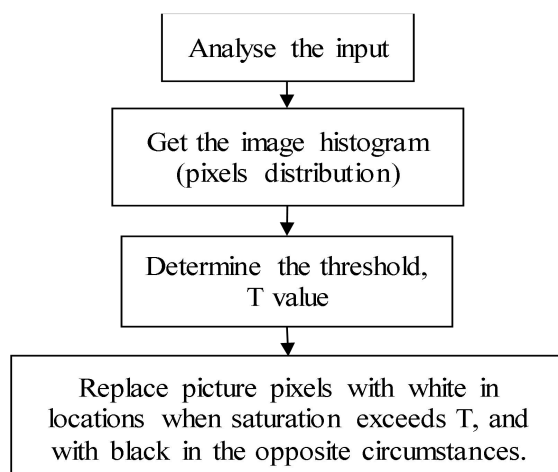 Analyse the input
Get the image histogram
(pixels distribution)
Determine the threshold,
T value
Replace picture pixels with white in
locations when saturation exceeds T, and
with black in the opposite circumstances.